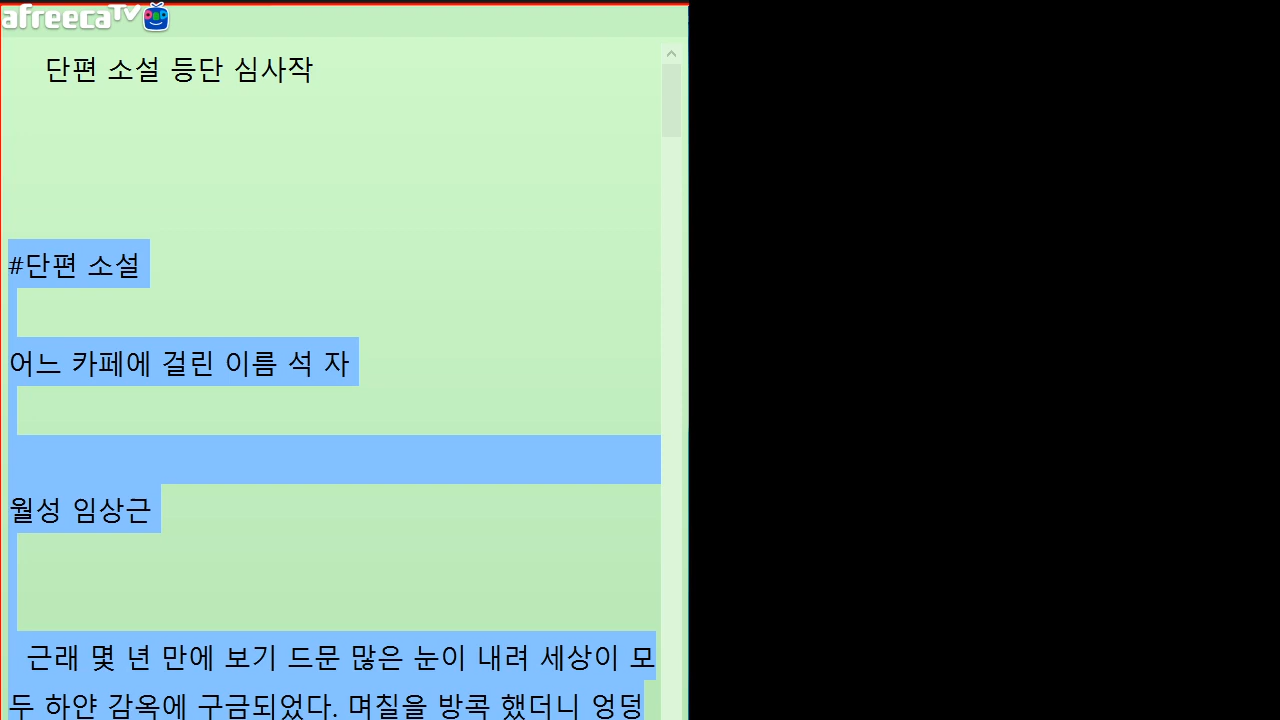 afreecaTV
단편 소설 등단 심사작
#단편 소설
어느 카페에 걸린 이름 석 자
월성 임상근
근래 몇 년 만에 보기 드문 많은 눈이 내려 세상이 모
두 하얀 감옥에 구금되었다. 며칠을 방콕 했더니 엉덩